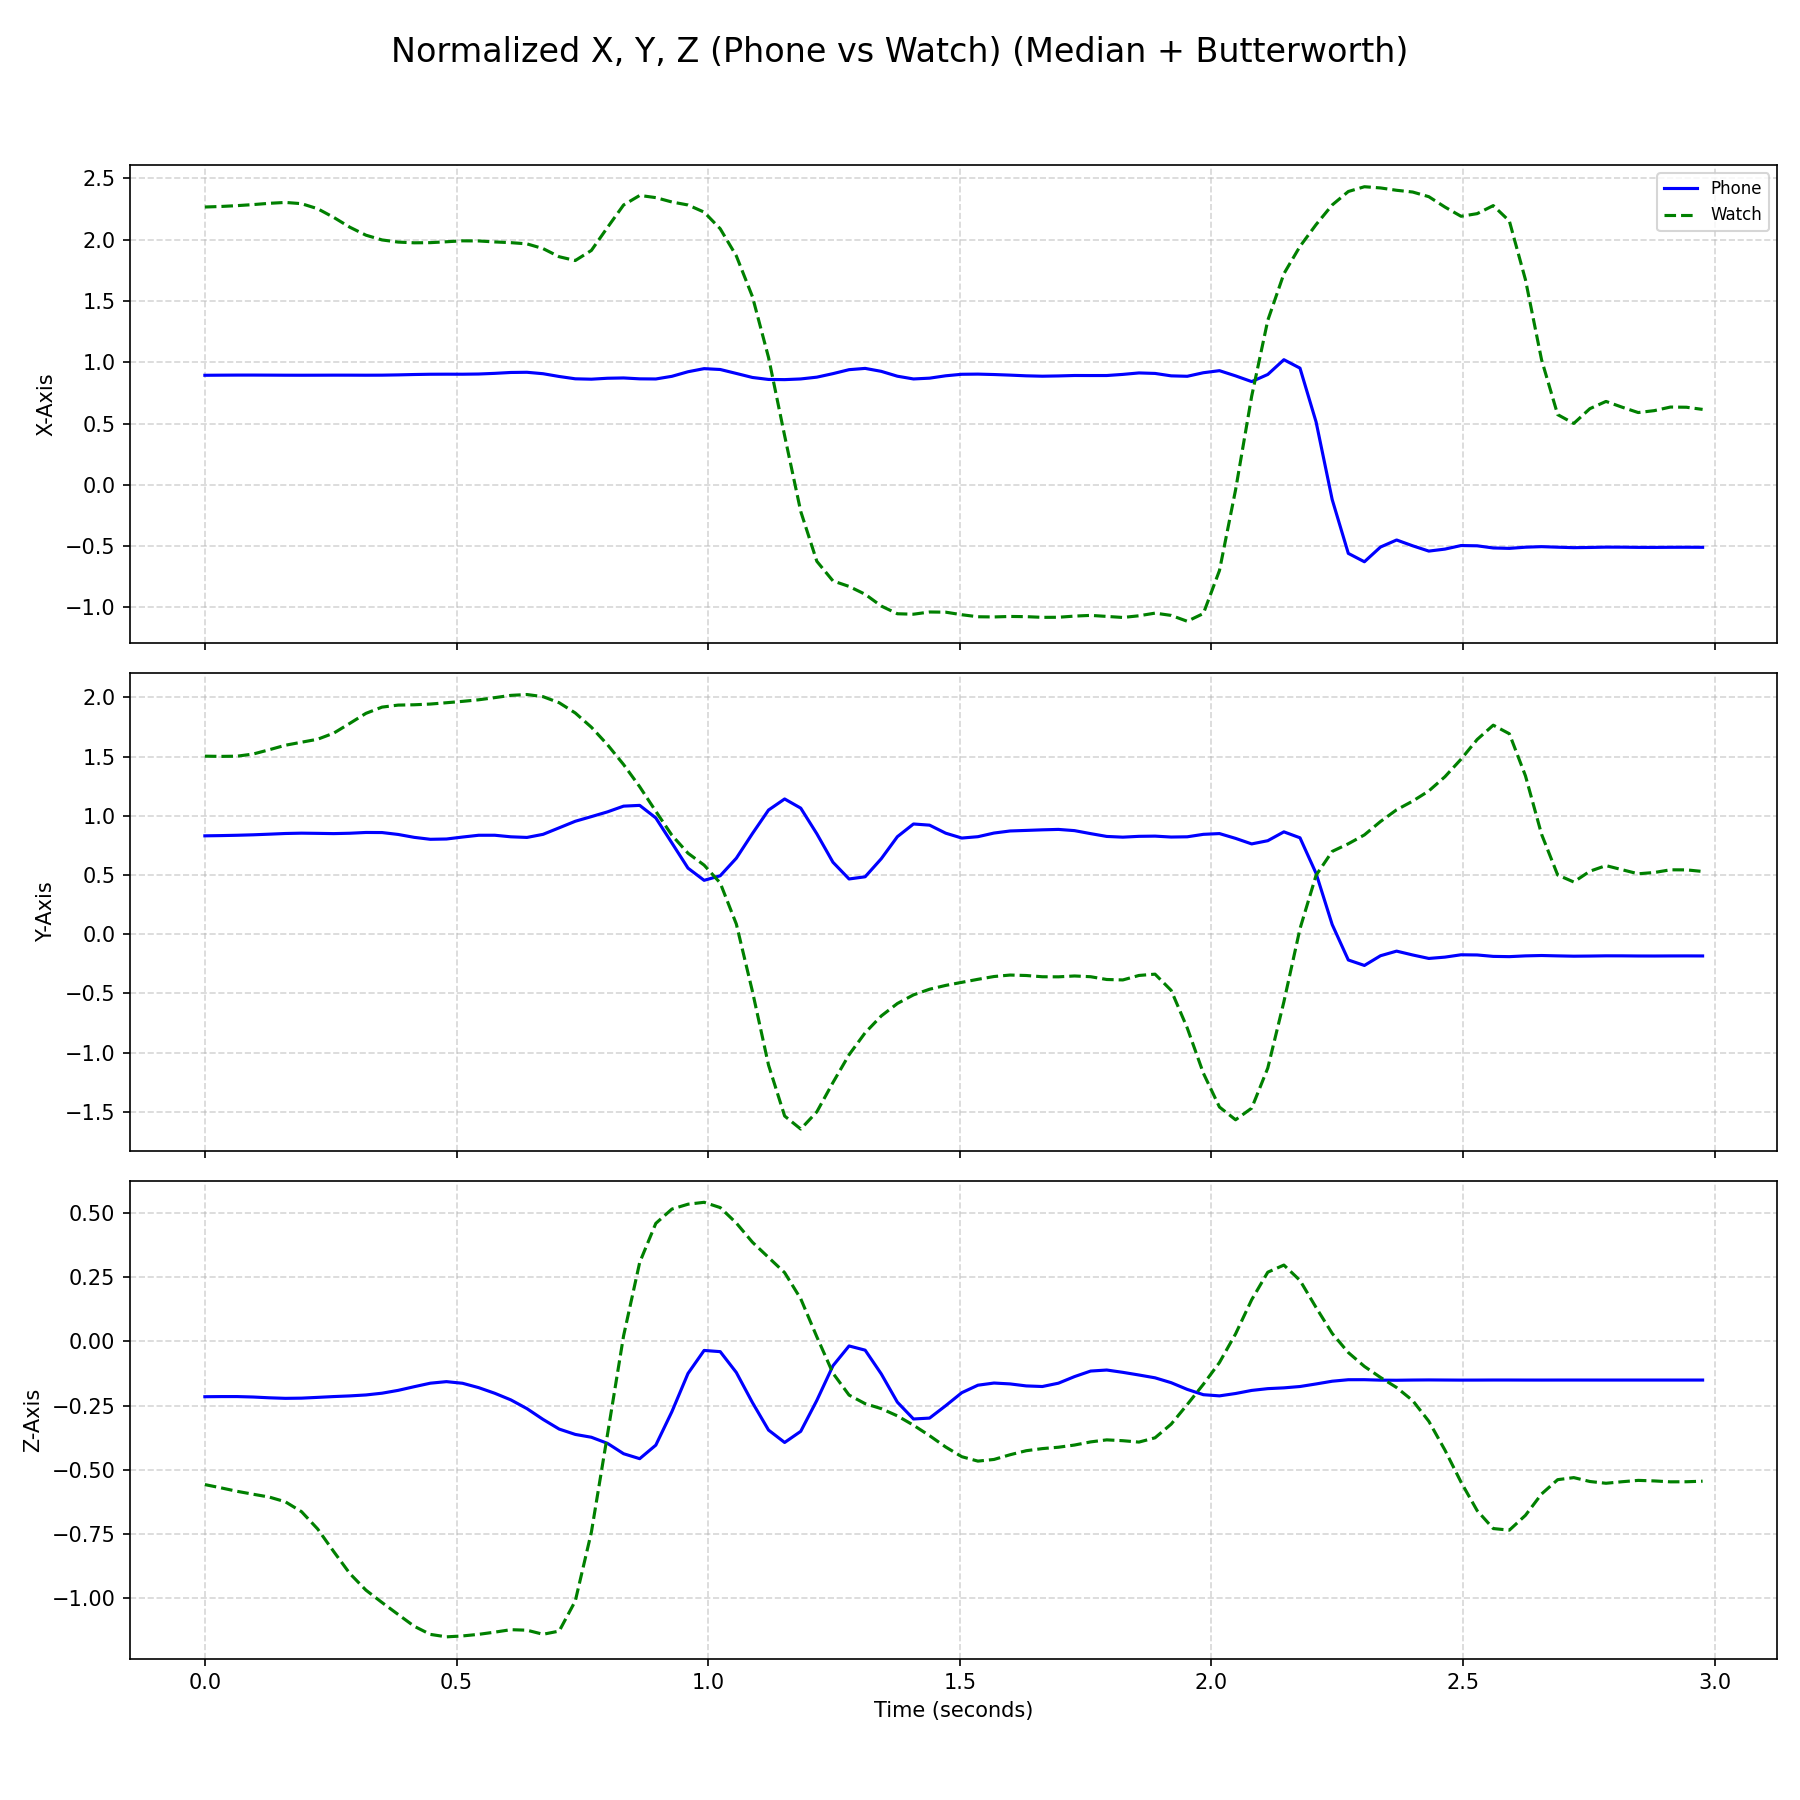 Normalized X, Y, Z (Phone vs Watch) (Median + Butterworth)
2.5
2.0
1.5
1.0
0.5
0.0
−0.5
−1.0
X-Axis
Phone
Watch
2.0
1.5
1.0
0.5
0.0
−0.5
−1.0
−1.5
Y-Axis
0.50
0.25
0.00
−0.25
−0.50
−0.75
−1.00
Z-Axis
0.0 0.5 1.0 1.5 2.0 2.5 3.0
Time (seconds)